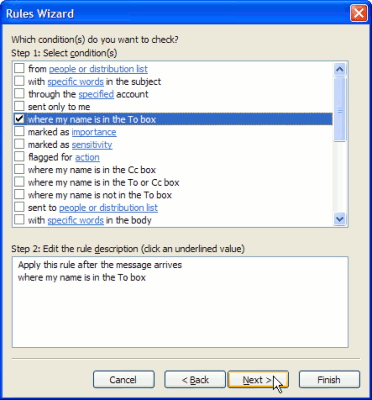 Rules Wizard
Which condition(s) do you want to check?
Step 1: Select condition(s)
from people or distribution list
with specific words in the subject
through the specified account
sent only to me
where my name is in the To box
marked as importance
marked as sensitivity
flagged for action
where my name is in the Cc box
where my name is in the To or Cc box
where my name is not in the To box
sent to people or distribution list
with specific words in the body
Step 2: Edit the rule description (click an underlined value)
Apply this rule after the message arrives
where my name is in the To box
Cancel
< Back
Next >
Finish